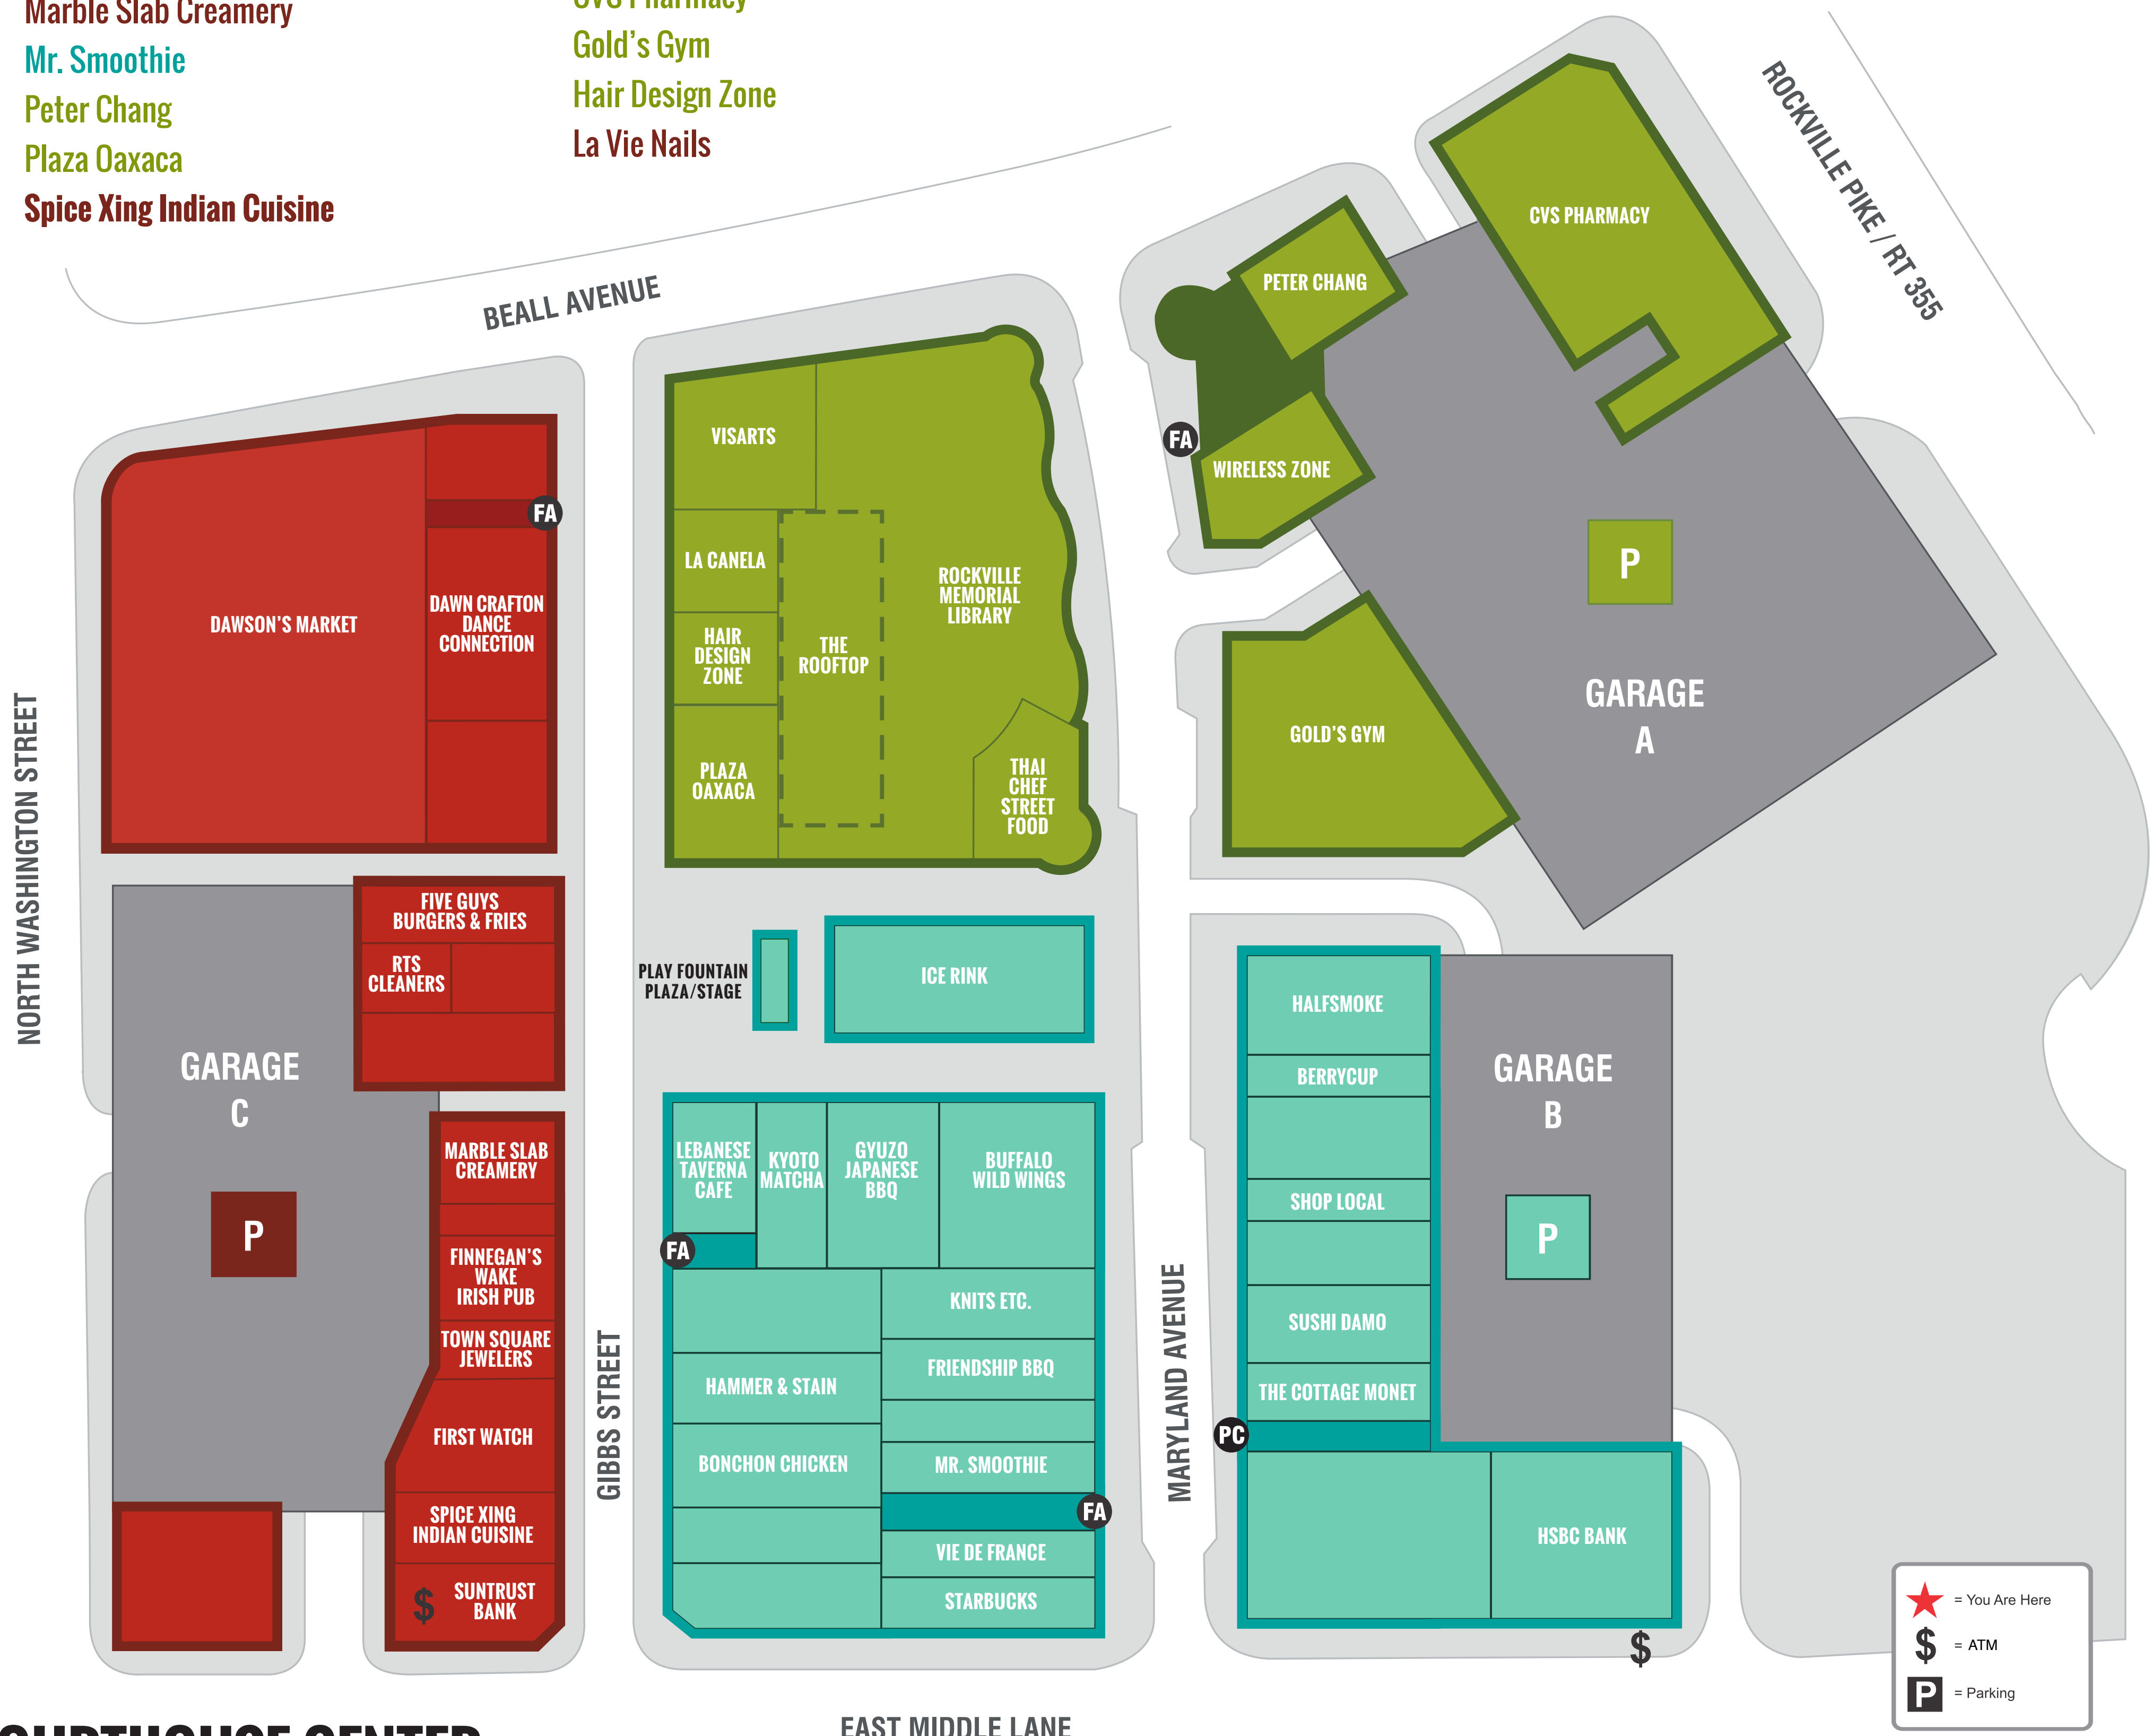 Marble Slab Creamery
Mr. Smoothie
Peter Chang
Plaza Oaxaca
Spice Xing Indian Cuisine
CVS Pharmacy
Gold's Gym
Hair Design Zone
La Vie Nails
BEALL AVENUE
ROCKVILLE PIKE / RT 355
NORTH WASHINGTON STREET
GIBBS STREET
MARYLAND AVENUE
EAST MIDDLE LANE
DAWSON'S MARKET
FA
DAWN CRAFTON
DANCE
CONNECTION
FIVE GUYS
BURGERS & FRIES
RTS
CLEANERS
GARAGE
C
P
MARBLE SLAB
CREAMERY
FINNEGAN'S
WAKE
IRISH PUB
TOWN SQUARE
JEWELERS
FIRST WATCH
SPICE XING
INDIAN CUISINE
$
SUNTRUST
BANK
VISARTS
LA CANELA
HAIR
DESIGN
ZONE
PLAZA
OAXACA
THE
ROOFTOP
ROCKVILLE
MEMORIAL
LIBRARY
THAI
CHEF
STREET
FOOD
PLAY FOUNTAIN
PLAZA/STAGE
ICE RINK
LEBANESE
TAVERNA
CAFE
KYOTO
MATCHA
GYUZO
JAPANESE
BBQ
BUFFALO
WILD WINGS
FA
KNITS ETC.
FRIENDSHIP BBQ
HAMMER & STAIN
BONCHON CHICKEN
MR. SMOOTHIE
FA
VIE DE FRANCE
STARBUCKS
PETER CHANG
FA
WIRELESS ZONE
CVS PHARMACY
P
GARAGE
A
GOLD'S GYM
HALFSMOKE
BERRYCUP
SHOP LOCAL
SUSHI DAMO
THE COTTAGE MONET
PC
GARAGE
B
P
HSBC BANK
$
= You Are Here
$ = ATM
P = Parking
COURTHOUSE CENTER